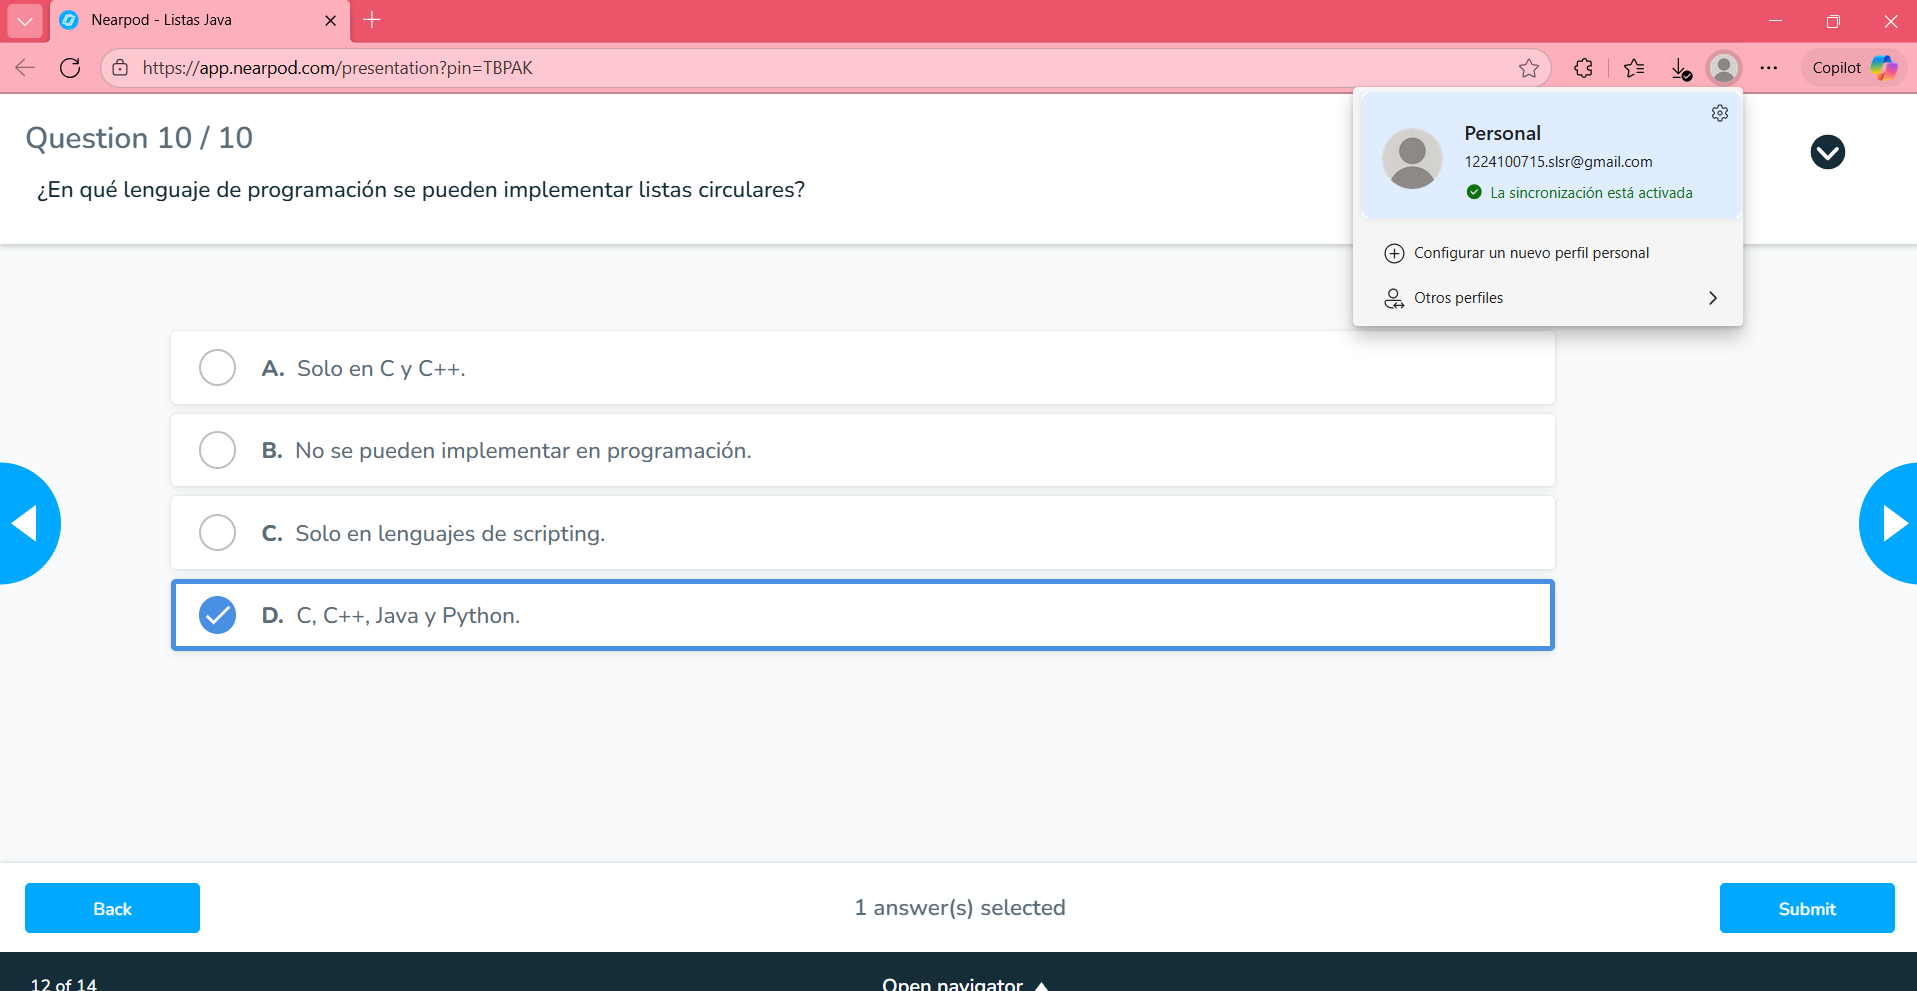 Nearpod - Listas Java
https://app.nearpod.com/presentation?pin=TBPAK
Copilot
Question 10 / 10
¿En qué lenguaje de programación se pueden implementar listas circulares?
Personal
1224100715.slsr@gmail.com
La sincronización está activada
Configurar un nuevo perfil personal
Otros perfiles
A. Solo en C y C++.
B. No se pueden implementar en programación.
C. Solo en lenguajes de scripting.
D. C, C++, Java y Python.
Back
1 answer(s) selected
Submit
12 of 14
Open navigator